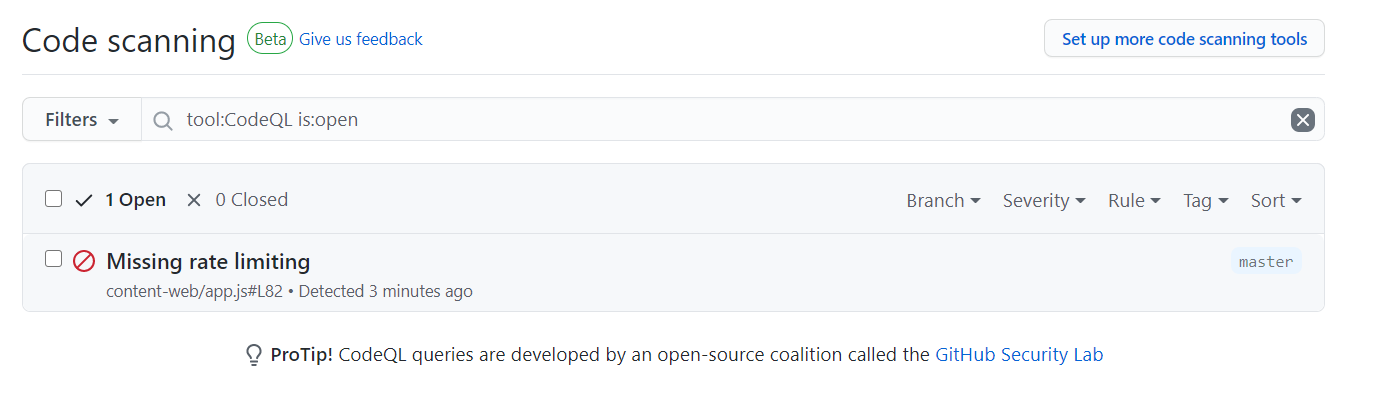 Code scanning Beta Give us feedback Set up more code scanning tools
Filters tool:CodeQL is:open
1 Open 0 Closed Branch Severity Rule Tag Sort
Missing rate limiting master
content-web/app.js#L82 • Detected 3 minutes ago
ProTip! CodeQL queries are developed by an open-source coalition called the GitHub Security Lab